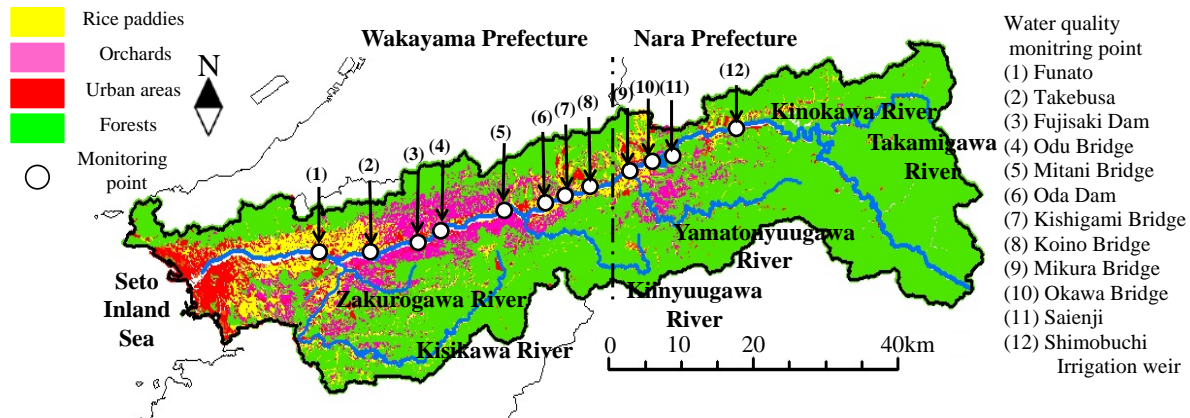 Rice paddies
Orchards
Urban areas
Forests
Monitoring
point
N
Wakayama Prefecture
Nara Prefecture
(1)
(2)
(3)
(4)
(5)
(6)
(7)
(8)
(9)
(10)
(11)
(12)
Kinokawa River
Takamigawa
River
Yamatonyuugawa
River
Kiinyuugawa
River
Zakurogawa River
Kisikawa River
Seto
Inland
Sea
0 10 20 40km
Water quality
monitring point
(1) Funato
(2) Takebusa
(3) Fujisaki Dam
(4) Odu Bridge
(5) Mitani Bridge
(6) Oda Dam
(7) Kishigami Bridge
(8) Koino Bridge
(9) Mikura Bridge
(10) Okawa Bridge
(11) Saienji
(12) Shimobuchi
Irrigation weir